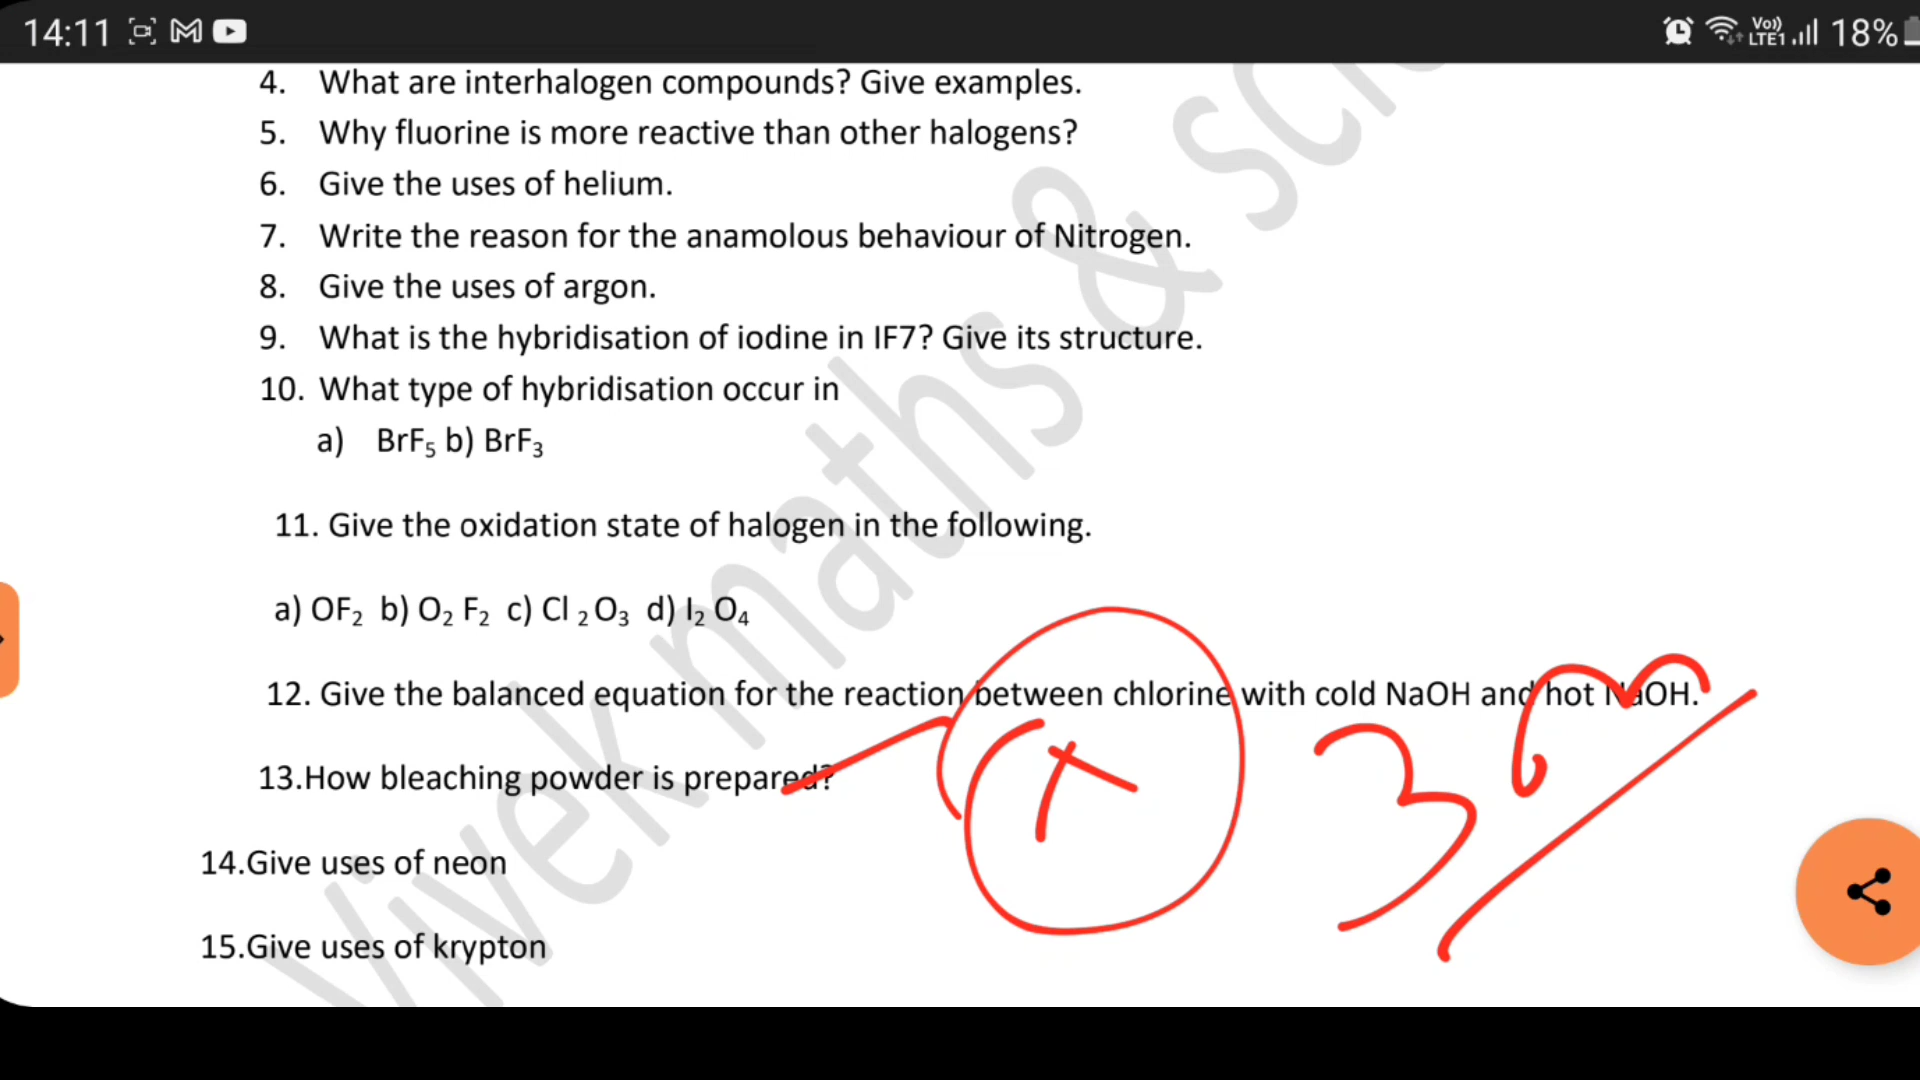 14:11 Vo)) LTE1 18%
4. What are interhalogen compounds? Give examples.
5. Why fluorine is more reactive than other halogens?
6. Give the uses of helium.
7. Write the reason for the anamolous behaviour of Nitrogen.
8. Give the uses of argon.
9. What is the hybridisation of iodine in IF7? Give its structure.
10. What type of hybridisation occur in
a) BrF₅ b) BrF₃
11. Give the oxidation state of halogen in the following.
a) OF₂ b) O₂ F₂ c) Cl ₂ O₃ d) I₂ O₄
12. Give the balanced equation for the reaction between chlorine with cold NaOH and hot NaOH.
13.How bleaching powder is prepared?
14.Give uses of neon
15.Give uses of krypton
Vivek maths &